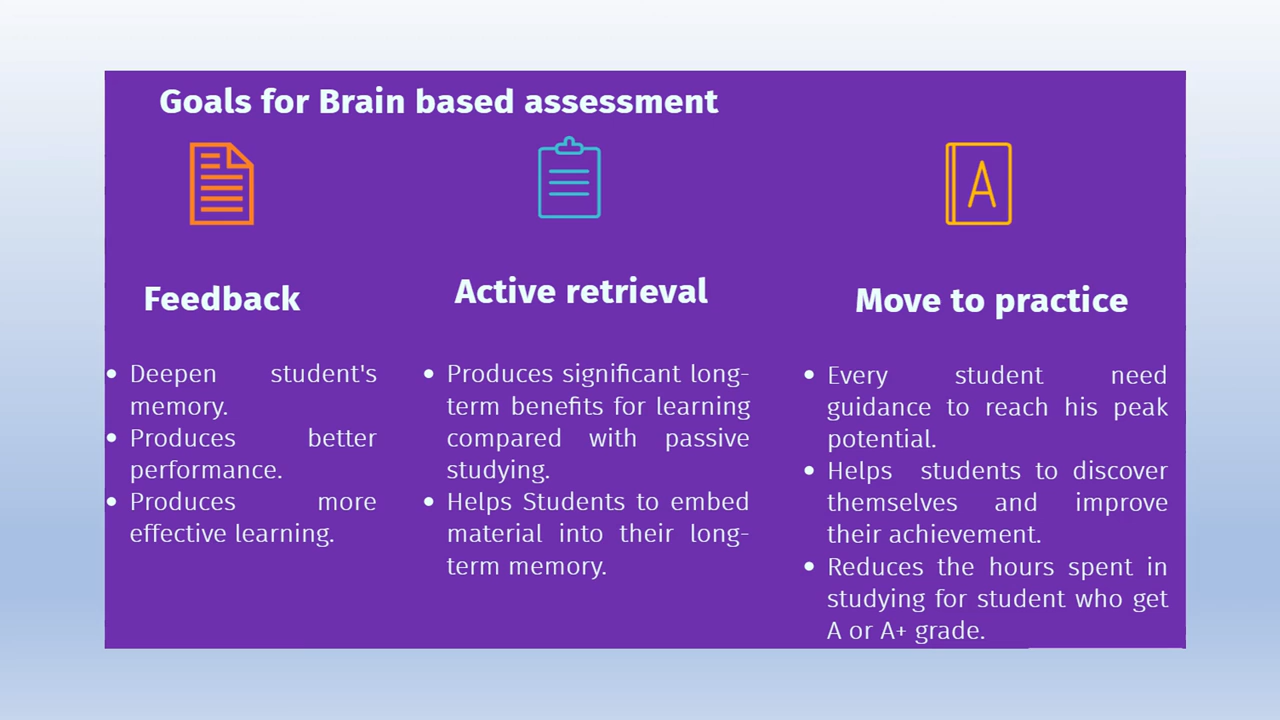 Goals for Brain based assessment
A
Feedback
• Deepen student's
memory.
• Produces better
performance.
• Produces more
effective learning.
Active retrieval
• Produces significant long-
term benefits for learning
compared with passive
studying.
• Helps Students to embed
material into their long-
term memory.
Move to practice
• Every student need
guidance to reach his peak
potential.
• Helps students to discover
themselves and improve
their achievement.
• Reduces the hours spent in
studying for student who get
A or A+ grade.